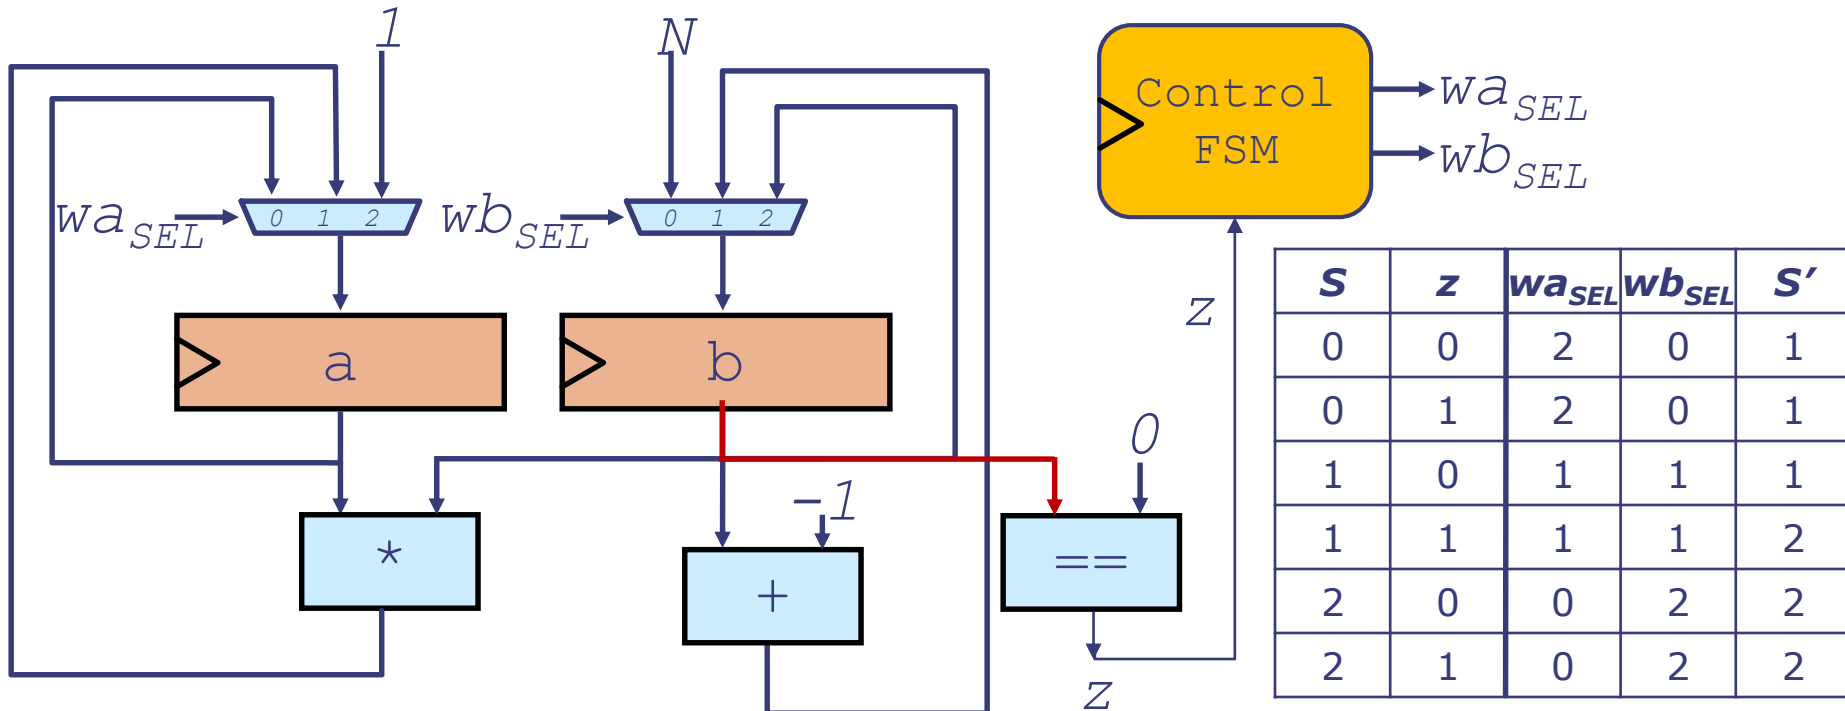 1
N
Control
FSM
wa_SEL
wb_SEL
wa_SEL
0 1 2
wb_SEL
0 1 2
a
b
z
0
-1
*
+
==
z
S z wa_SEL wb_SEL S'
0 0 2 0 1
0 1 2 0 1
1 0 1 1 1
1 1 1 1 2
2 0 0 2 2
2 1 0 2 2